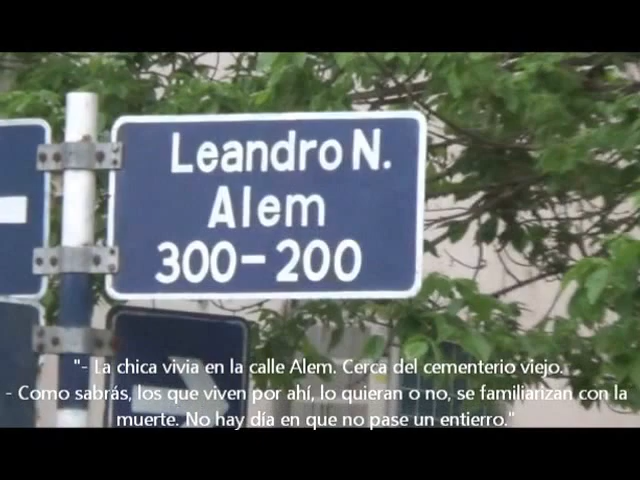 Leandro N.
Alem
300-200
"- La chica vivia en la calle Alem. Cerca del cementerio viejo.
- Como sabrás, los que viven por ahí, lo quieran o no, se familiarizan con la
muerte. No hay día en que no pase un entierro."